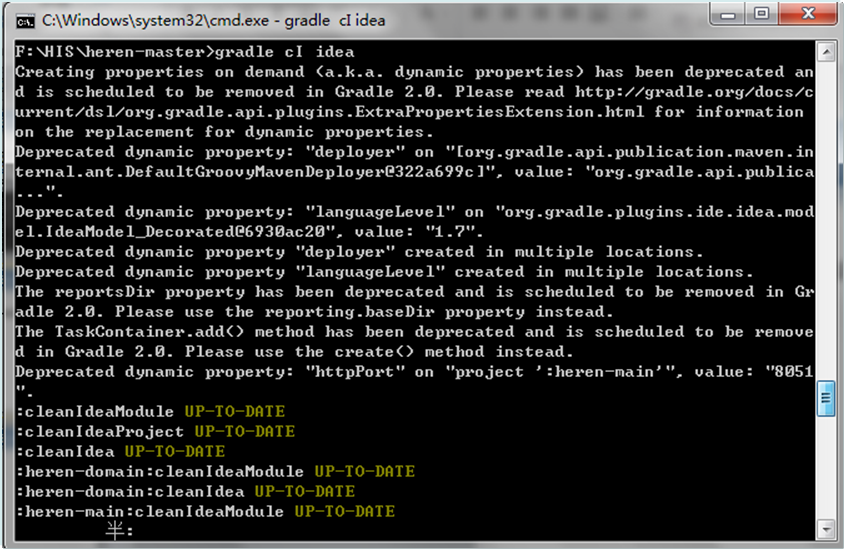 C:\Windows\system32\cmd.exe - gradle cI idea
F:\HIS\heren-master>gradle cI idea
Creating properties on demand (a.k.a. dynamic properties) has been deprecated an
d is scheduled to be removed in Gradle 2.0. Please read http://gradle.org/docs/c
urrent/dsl/org.gradle.api.plugins.ExtraPropertiesExtension.html for information
on the replacement for dynamic properties.
Deprecated dynamic property: "deployer" on "[org.gradle.api.publication.maven.in
ternal.ant.DefaultGroovyMavenDeployer@322a699c]", value: "org.gradle.api.publica
...".
Deprecated dynamic property: "languageLevel" on "org.gradle.plugins.ide.idea.mod
el.IdeaModel_Decorated@6930ac20", value: "1.7".
Deprecated dynamic property "deployer" created in multiple locations.
Deprecated dynamic property "languageLevel" created in multiple locations.
The reportsDir property has been deprecated and is scheduled to be removed in Gr
adle 2.0. Please use the reporting.baseDir property instead.
The TaskContainer.add() method has been deprecated and is scheduled to be remove
d in Gradle 2.0. Please use the create() method instead.
Deprecated dynamic property: "httpPort" on "project ':heren-main'", value: "8051
".
:cleanIdeaModule UP-TO-DATE
:cleanIdeaProject UP-TO-DATE
:cleanIdea UP-TO-DATE
:heren-domain:cleanIdeaModule UP-TO-DATE
:heren-domain:cleanIdea UP-TO-DATE
:heren-main:cleanIdeaModule UP-TO-DATE
半: